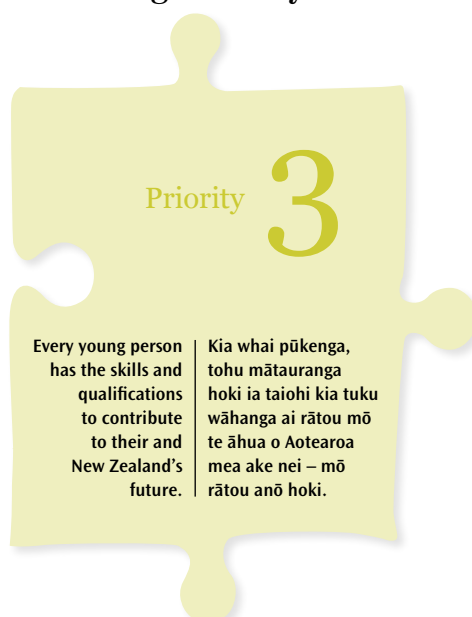 Priority 3
Every young person
has the skills and
qualifications
to contribute
to their and
New Zealand's
future.
Kia whai pūkenga,
tohu mātauranga
hoki ia taiohi kia tuku
wāhanga ai rātou mō
te āhua o Aotearoa
mea ake nei – mō
rātou anō hoki.